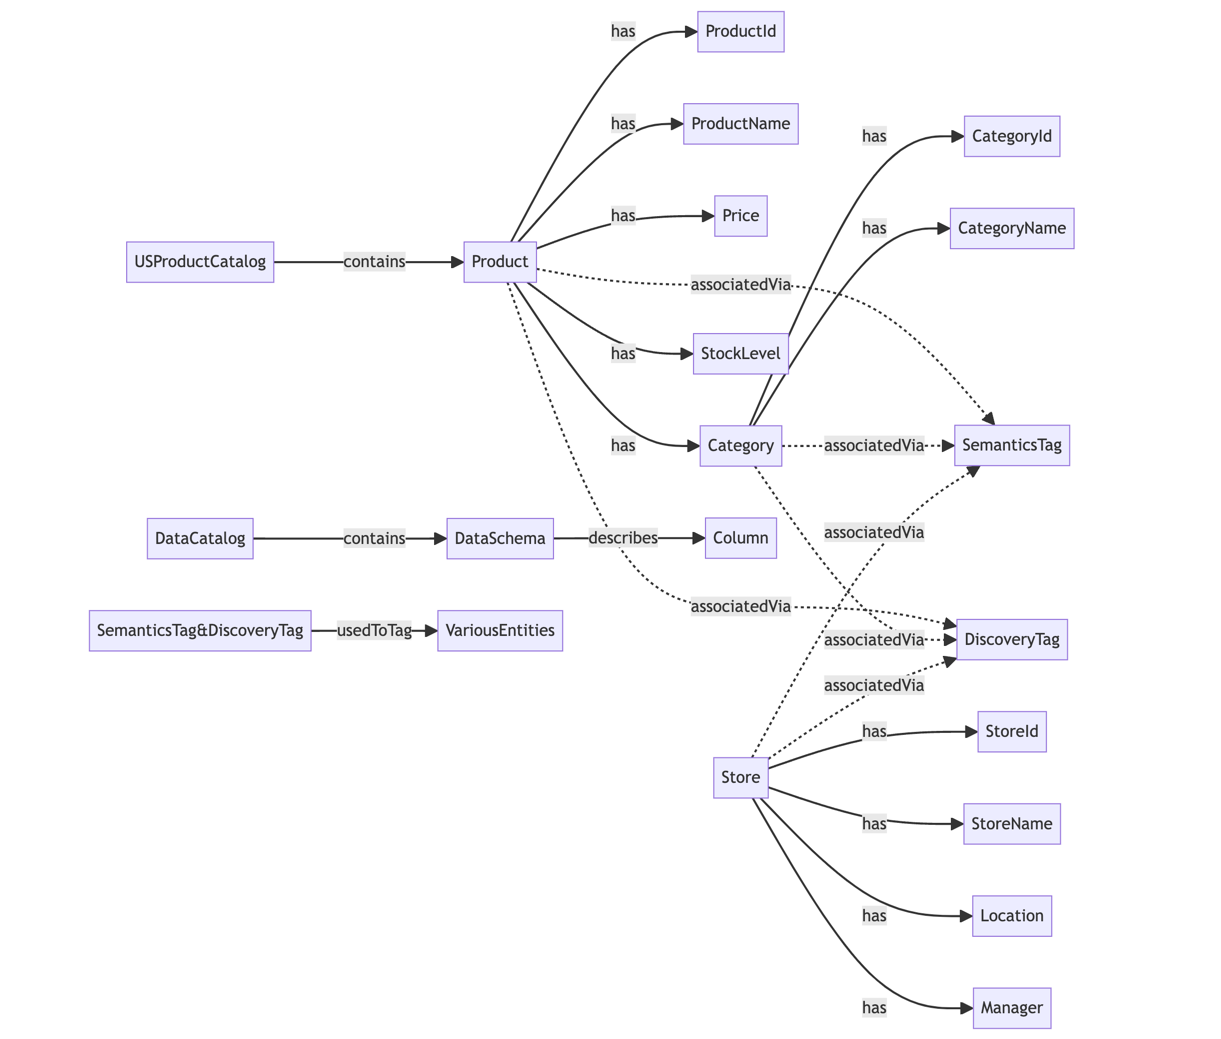 has
ProductId
has
ProductName
has
CategoryId
has
Price
has
CategoryName
USProductCatalog
contains
Product
associatedVia
has
StockLevel
has
Category
associatedVia
SemanticsTag
associatedVia
DataCatalog
contains
DataSchema
describes
Column
associatedVia
SemanticsTag&DiscoveryTag
usedToTag
VariousEntities
associatedVia
DiscoveryTag
associatedVia
has
StoreId
Store
has
StoreName
has
Location
has
Manager